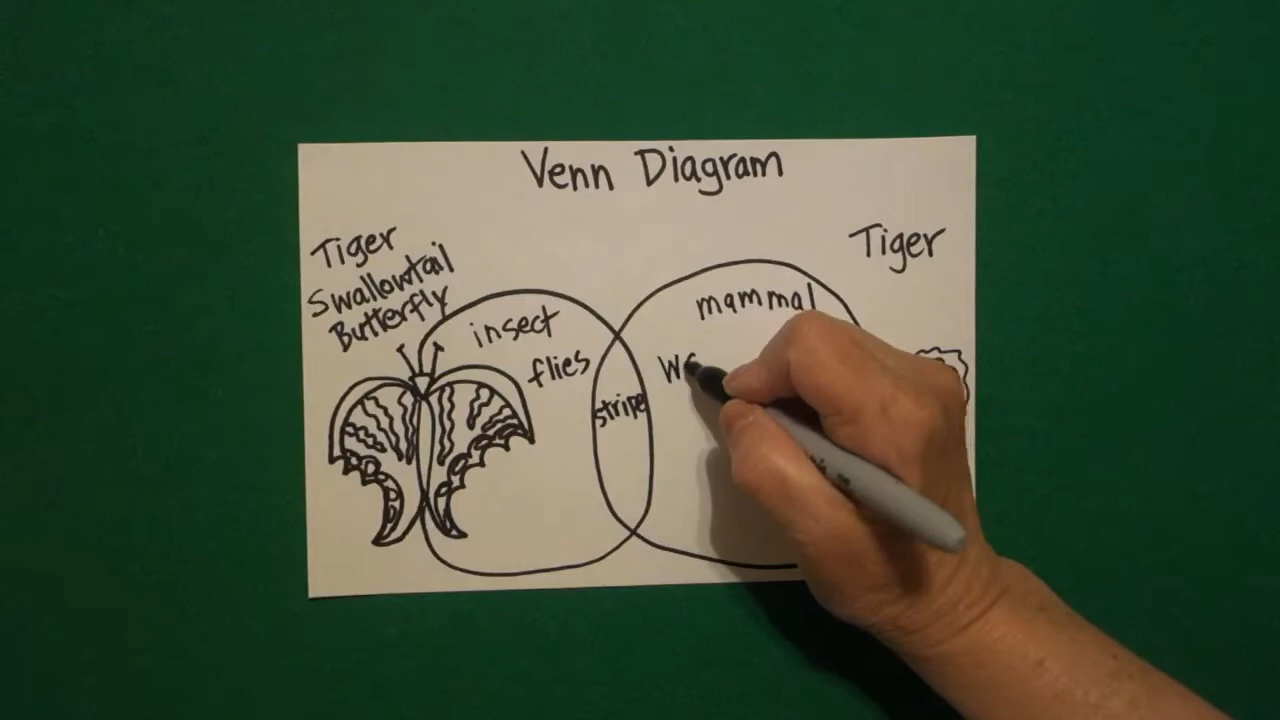 Venn Diagram
Tiger
Swallowtail
Butterfly
Tiger
insect
flies
stripe
mammal